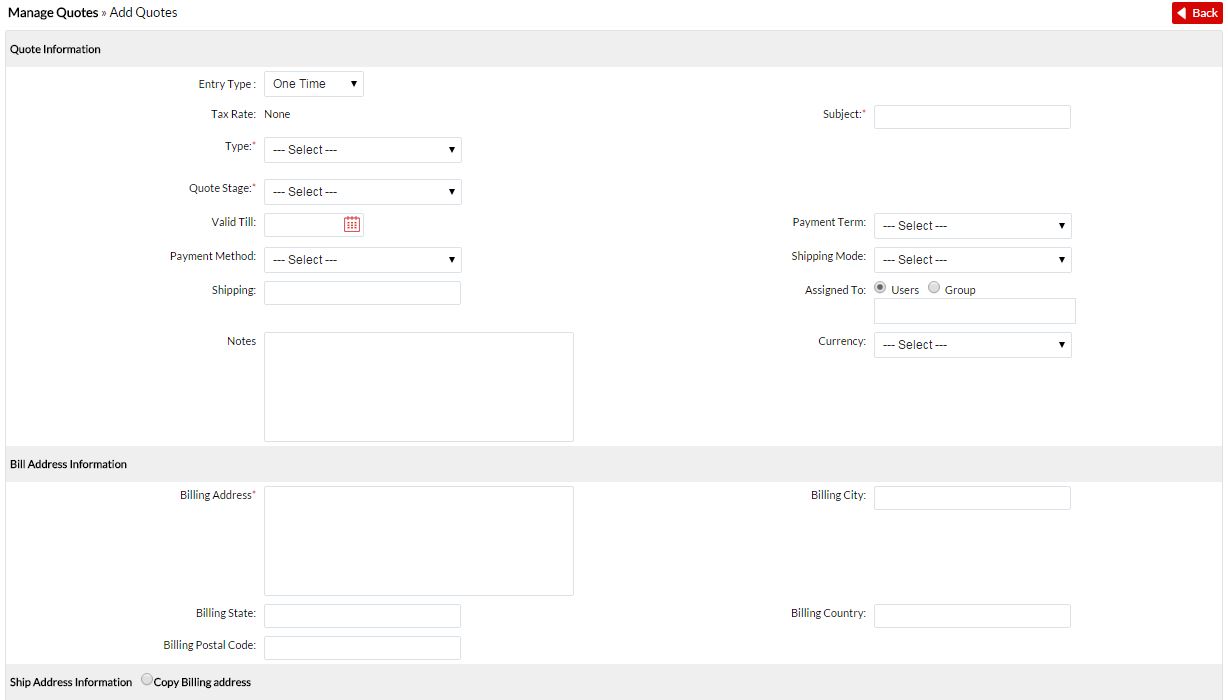 Manage Quotes » Add Quotes
Back
Quote Information
Entry Type : One Time
Tax Rate: None
Subject:*
Type:* --- Select ---
Quote Stage:* --- Select ---
Valid Till:
Payment Term: --- Select ---
Payment Method: --- Select ---
Shipping Mode: --- Select ---
Shipping:
Assigned To: Users Group
Notes
Currency: --- Select ---
Bill Address Information
Billing Address*
Billing City:
Billing State:
Billing Country:
Billing Postal Code:
Ship Address Information Copy Billing address